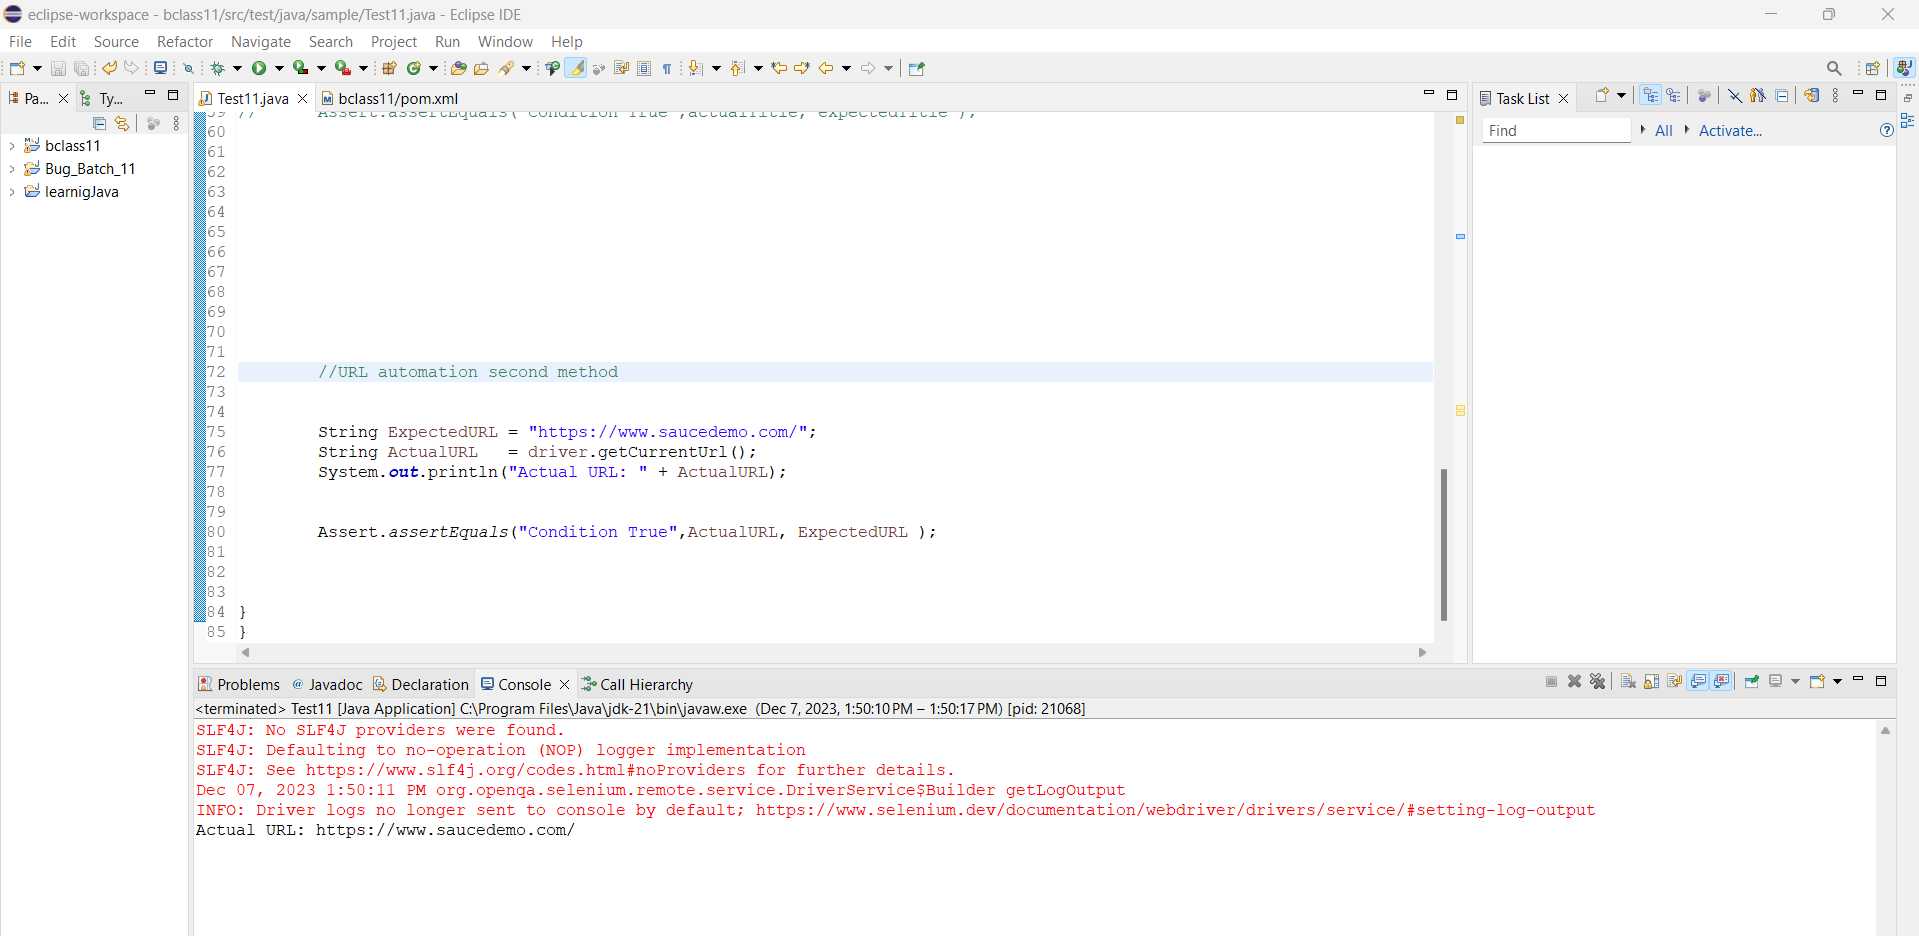 eclipse-workspace - bclass11/src/test/java/sample/Test11.java - Eclipse IDE
File Edit Source Refactor Navigate Search Project Run Window Help
Pa... Ty...
Test11.java bclass11/pom.xml
Task List
Find All Activate...
bclass11
Bug_Batch_11
learnigJava
59 // Assert.assertEquals("Condition True",actualTitle, expectedTitle );
60
61
62
63
64
65
66
67
68
69
70
71
72 //URL automation second method
73
74
75 String ExpectedURL = "https://www.saucedemo.com/";
76 String ActualURL   = driver.getCurrentUrl();
77 System.out.println("Actual URL: " + ActualURL);
78
79
80 Assert.assertEquals("Condition True",ActualURL, ExpectedURL );
81
82
83
84 }
85 }
Problems @ Javadoc Declaration Console Call Hierarchy
<terminated> Test11 [Java Application] C:\Program Files\Java\jdk-21\bin\javaw.exe (Dec 7, 2023, 1:50:10 PM – 1:50:17 PM) [pid: 21068]
SLF4J: No SLF4J providers were found.
SLF4J: Defaulting to no-operation (NOP) logger implementation
SLF4J: See https://www.slf4j.org/codes.html#noProviders for further details.
Dec 07, 2023 1:50:11 PM org.openqa.selenium.remote.service.DriverService$Builder getLogOutput
INFO: Driver logs no longer sent to console by default; https://www.selenium.dev/documentation/webdriver/drivers/service/#setting-log-output
Actual URL: https://www.saucedemo.com/